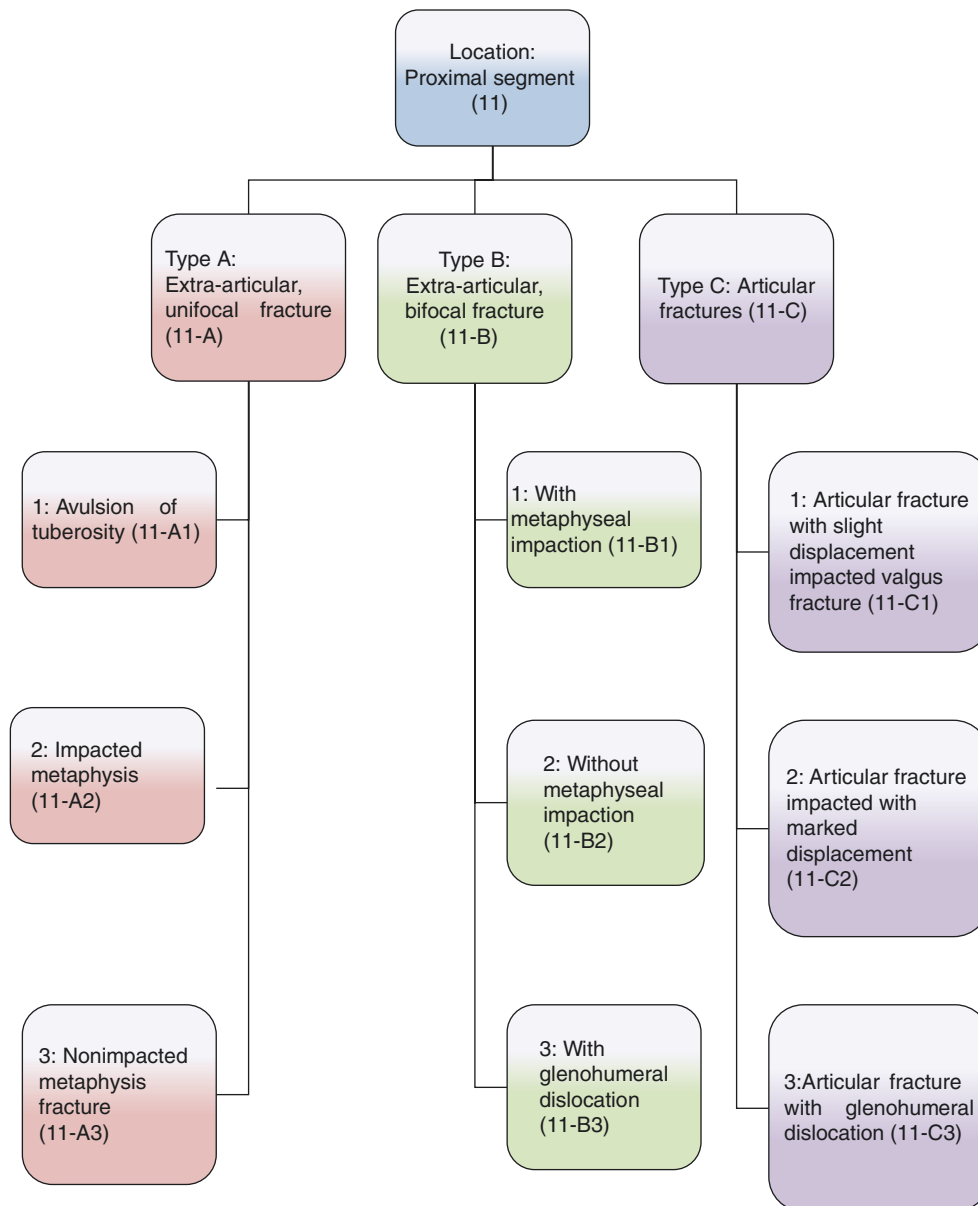 Location:
Proximal segment
(11)
Type A:
Extra-articular,
unifocal fracture
(11-A)
Type B:
Extra-articular,
bifocal fracture
(11-B)
Type C: Articular
fractures (11-C)
1: Avulsion of
tuberosity (11-A1)
1: With
metaphyseal
impaction (11-B1)
1: Articular fracture
with slight
displacement
impacted valgus
fracture (11-C1)
2: Impacted
metaphysis
(11-A2)
2: Without
metaphyseal
impaction
(11-B2)
2: Articular fracture
impacted with
marked
displacement
(11-C2)
3: Nonimpacted
metaphysis
fracture
(11-A3)
3: With
glenohumeral
dislocation
(11-B3)
3:Articular fracture
with glenohumeral
dislocation (11-C3)